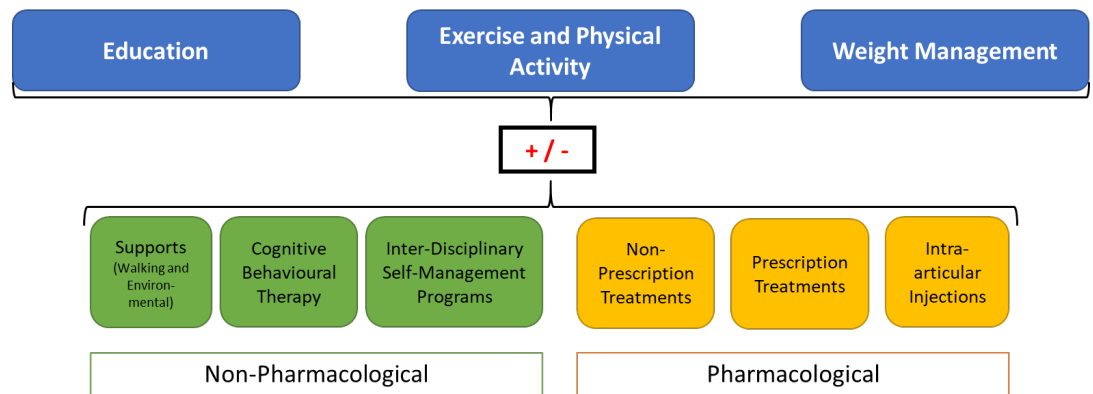 Education
Exercise and Physical
Activity
Weight Management
+ / -
Supports
(Walking and
Environ-
mental)
Cognitive
Behavioural
Therapy
Inter-Disciplinary
Self-Management
Programs
Non-
Prescription
Treatments
Prescription
Treatments
Intra-
articular
Injections
Non-Pharmacological
Pharmacological